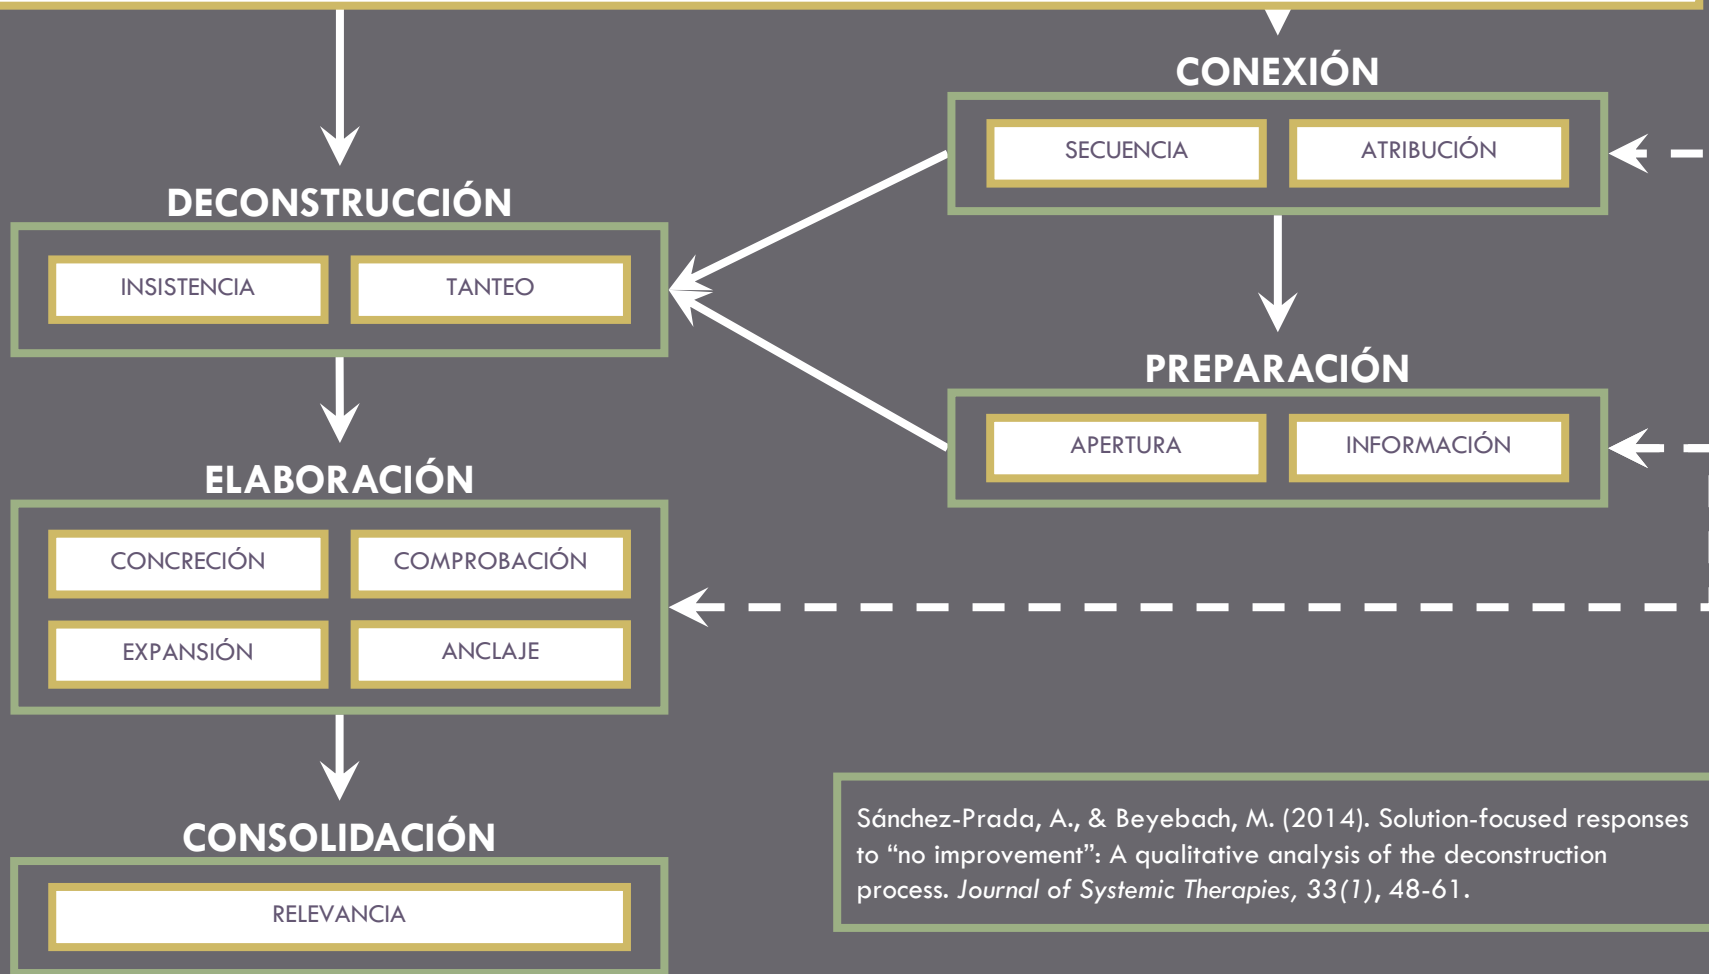 CONEXIÓN
SECUENCIA
ATRIBUCIÓN
DECONSTRUCCIÓN
INSISTENCIA
TANTEO
PREPARACIÓN
APERTURA
INFORMACIÓN
ELABORACIÓN
CONCRECIÓN
COMPROBACIÓN
EXPANSIÓN
ANCLAJE
CONSOLIDACIÓN
RELEVANCIA
Sánchez-Prada, A., & Beyebach, M. (2014). Solution-focused responses
to “no improvement”: A qualitative analysis of the deconstruction
process. Journal of Systemic Therapies, 33(1), 48-61.